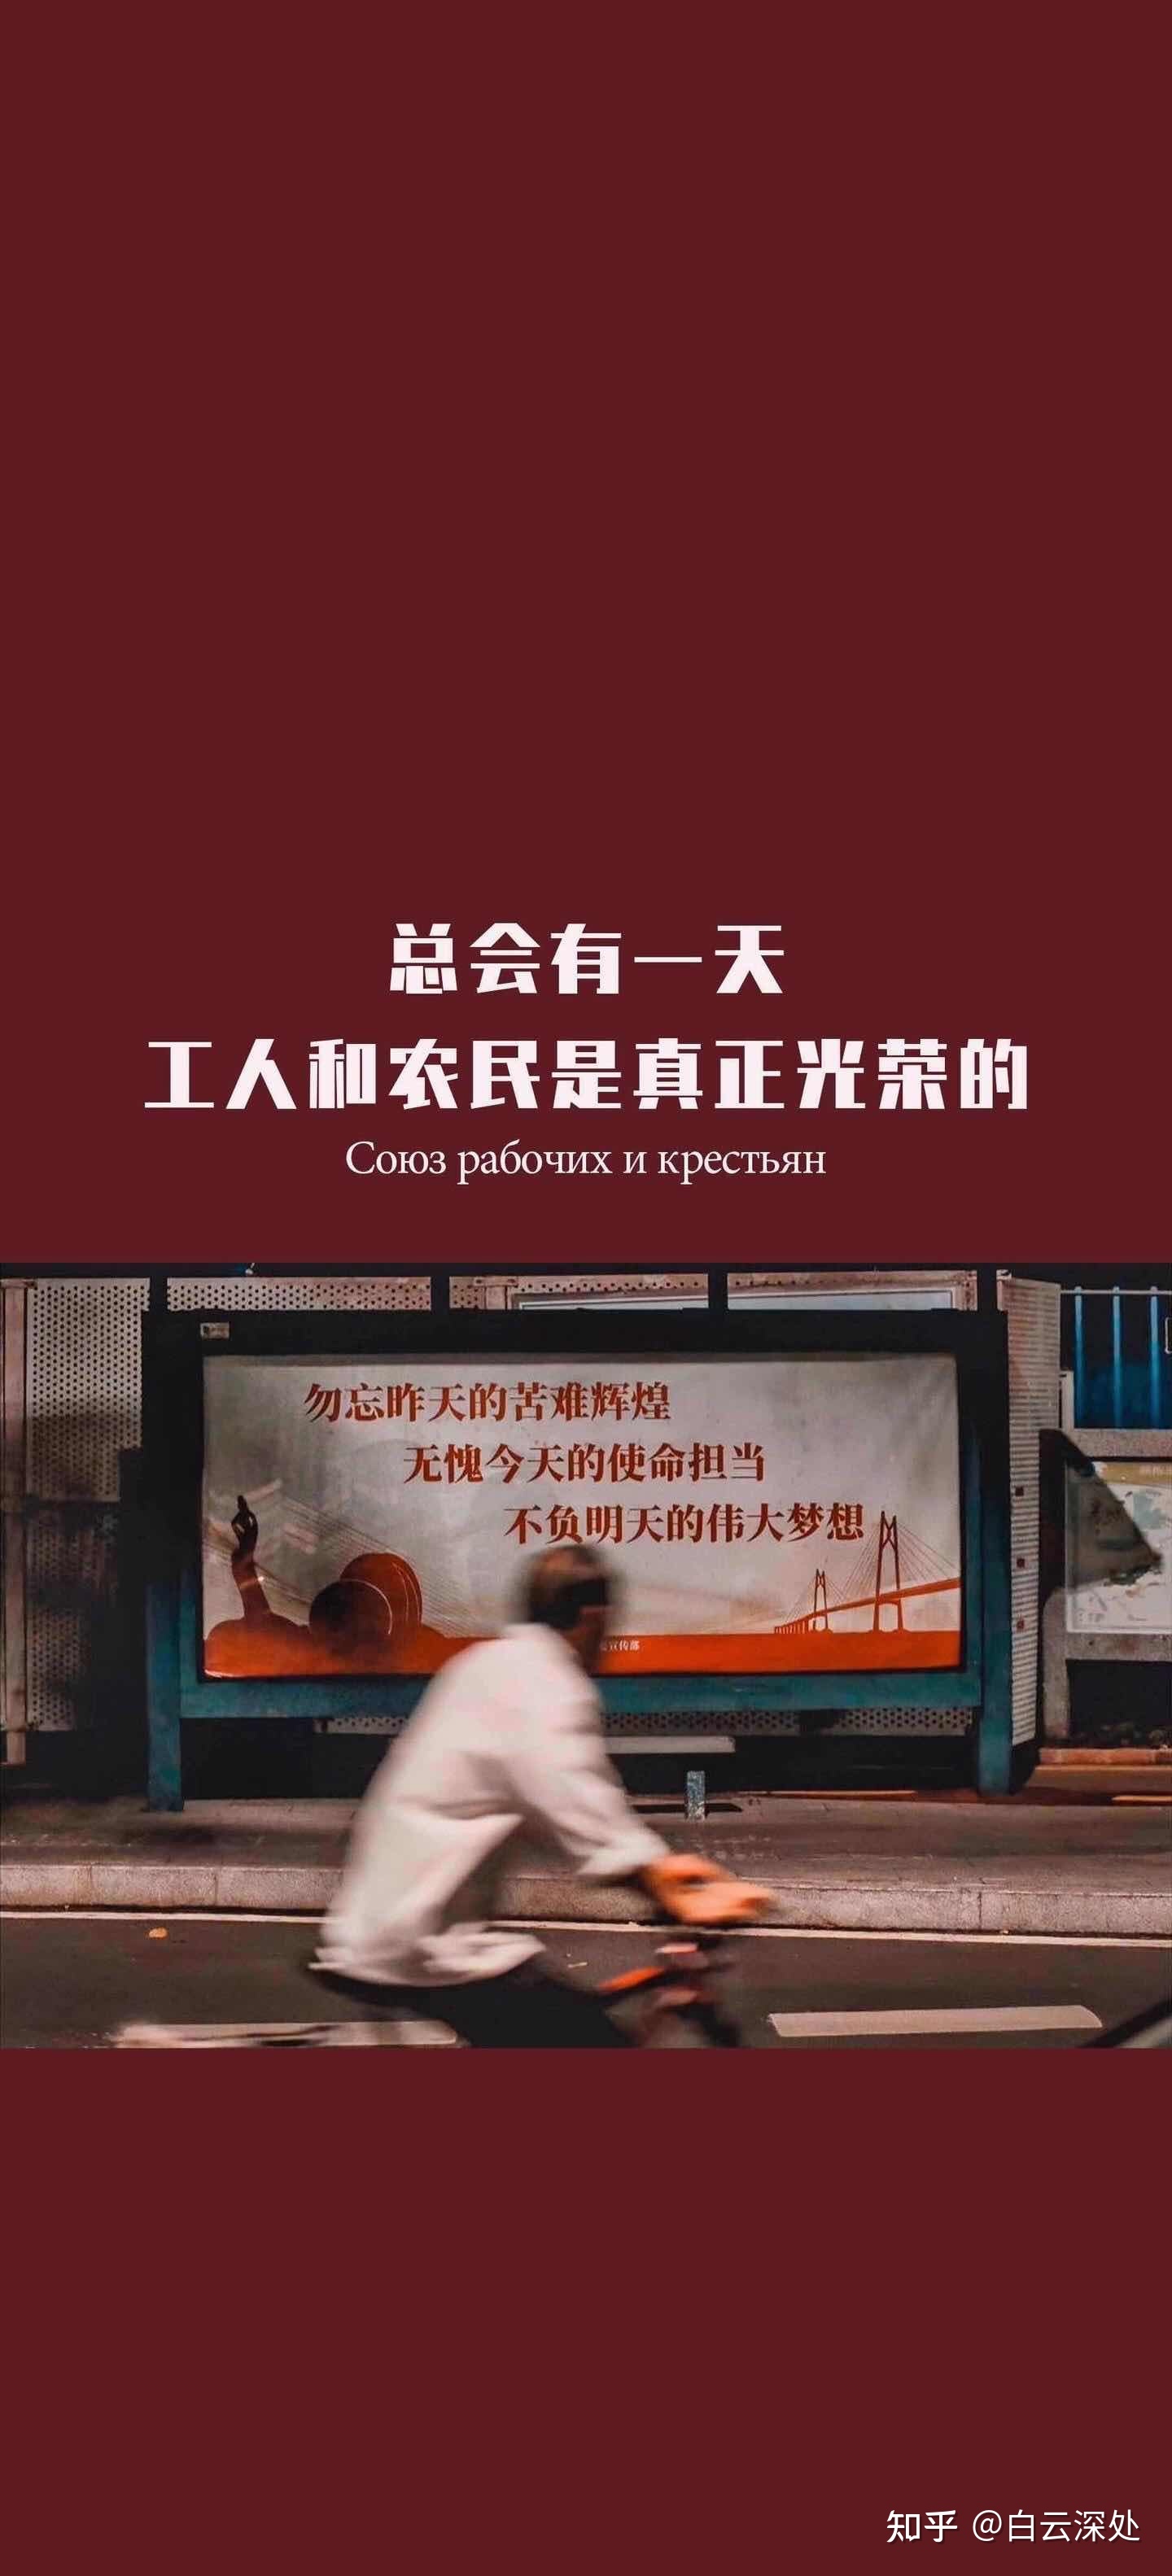 总会有一天
工人和农民是真正光荣的
Союз рабочих и крестьян
勿忘昨天的苦难辉煌
无愧今天的使命担当
不负明天的伟大梦想
宣传部
知乎 @白云深处